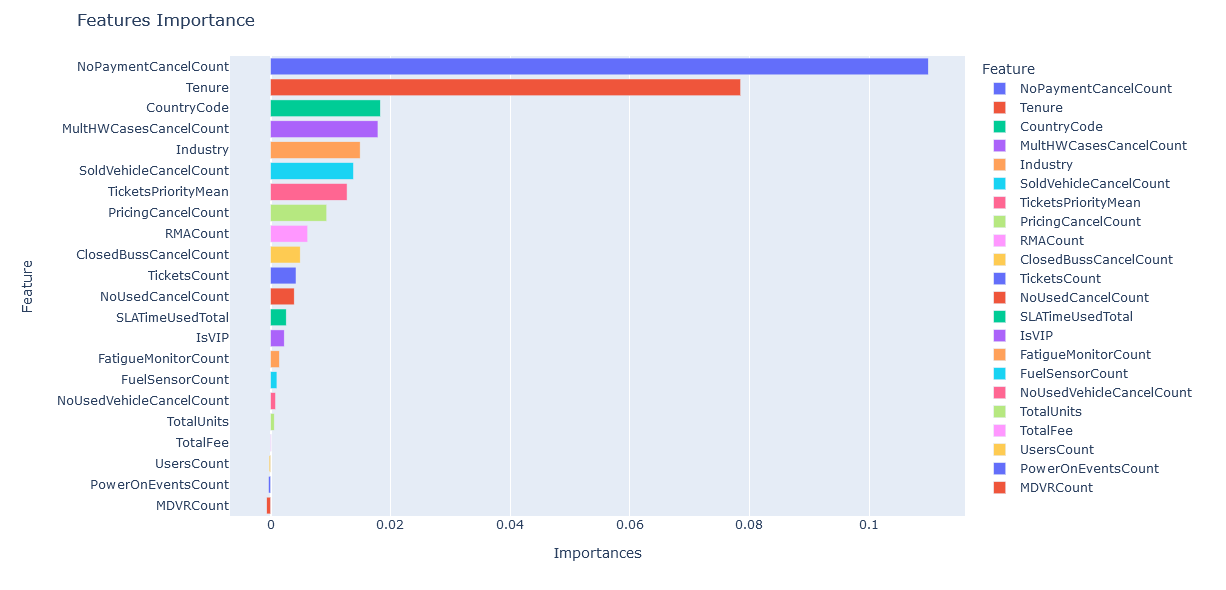 Features Importance
NoPaymentCancelCount
Tenure
CountryCode
MultHWCasesCancelCount
Industry
SoldVehicleCancelCount
TicketsPriorityMean
PricingCancelCount
RMACount
ClosedBussCancelCount
TicketsCount
NoUsedCancelCount
SLATimeUsedTotal
IsVIP
FatigueMonitorCount
FuelSensorCount
NoUsedVehicleCancelCount
TotalUnits
TotalFee
UsersCount
PowerOnEventsCount
MDVRCount
Feature
0 0.02 0.04 0.06 0.08 0.1
Importances
Feature
NoPaymentCancelCount
Tenure
CountryCode
MultHWCasesCancelCount
Industry
SoldVehicleCancelCount
TicketsPriorityMean
PricingCancelCount
RMACount
ClosedBussCancelCount
TicketsCount
NoUsedCancelCount
SLATimeUsedTotal
IsVIP
FatigueMonitorCount
FuelSensorCount
NoUsedVehicleCancelCount
TotalUnits
TotalFee
UsersCount
PowerOnEventsCount
MDVRCount